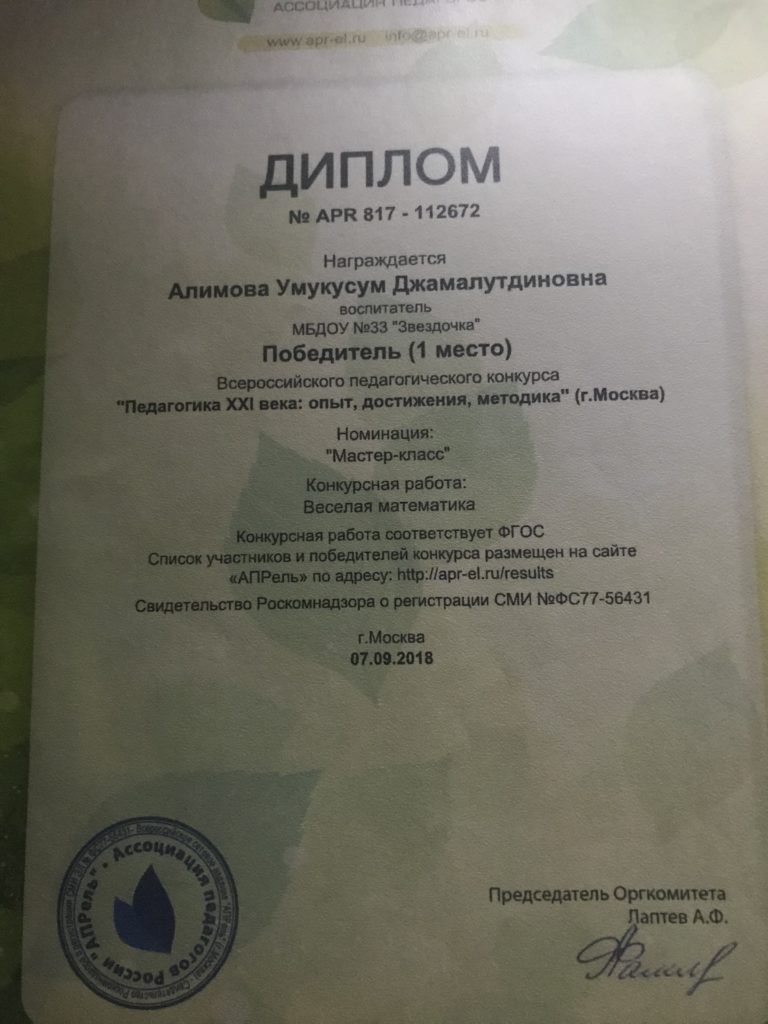 АССОЦИАЦИЯ ПЕДАГОГОВ
www.apr-el.ru info@apr-el.ru
ДИПЛОМ
№ APR 817 - 112672
Награждается
Алимова Умукусум Джамалутдиновна
воспитатель
МБДОУ №33 "Звездочка"
Победитель (1 место)
Всероссийского педагогического конкурса
"Педагогика XXI века: опыт, достижения, методика" (г.Москва)
Номинация:
"Мастер-класс"
Конкурсная работа:
Веселая математика
Конкурсная работа соответствует ФГОС
Список участников и победителей конкурса размещен на сайте
«АПРель» по адресу: http://apr-el.ru/results
Свидетельство Роскомнадзора о регистрации СМИ №ФС77-56431
г.Москва
07.09.2018
Ассоциация педагогов России "АПРель"
Председатель Оргкомитета
Лаптев А.Ф.